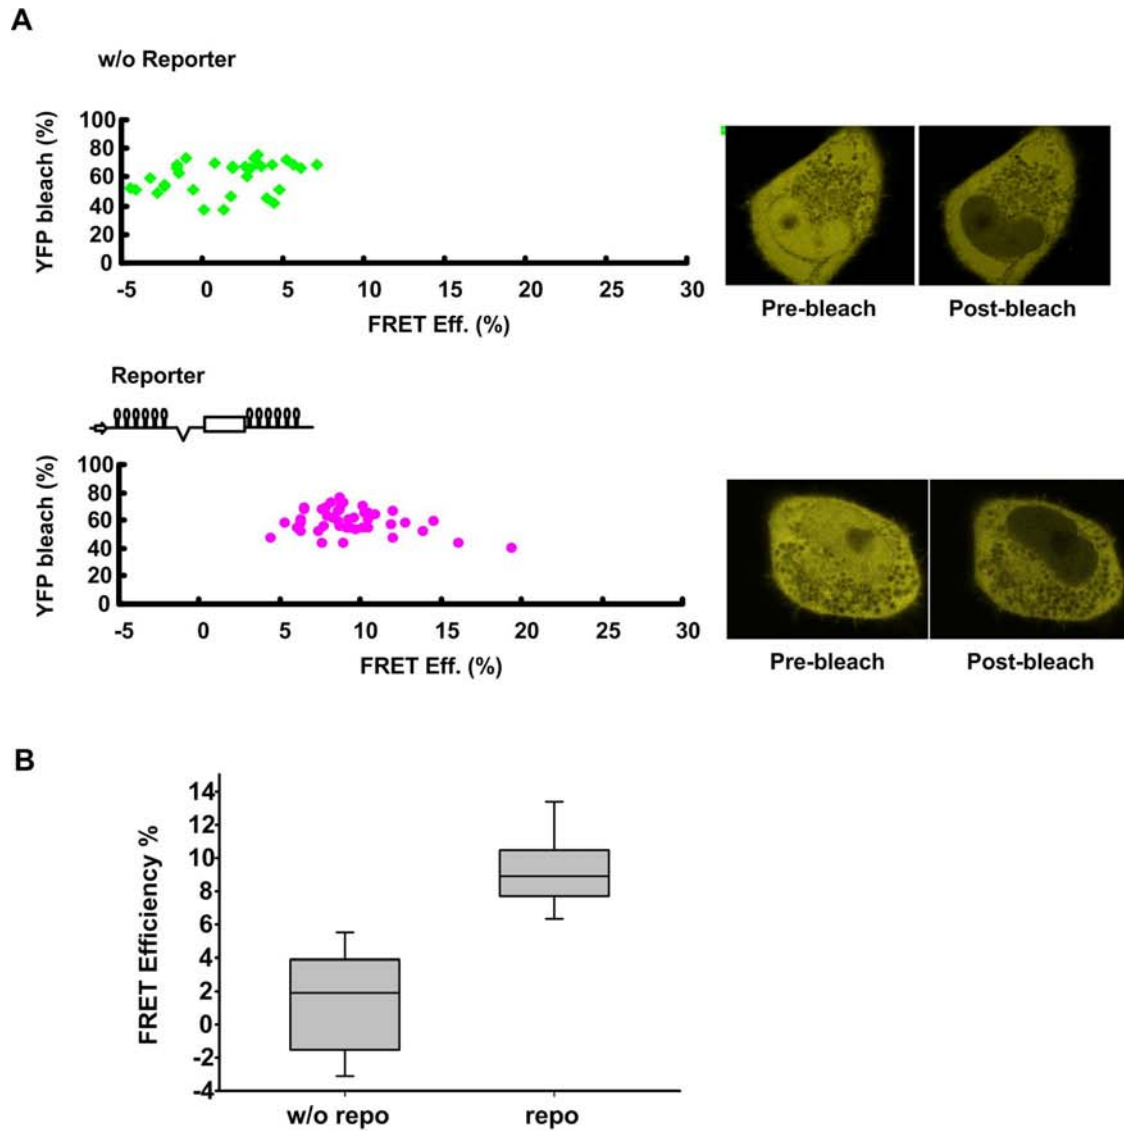 A
w/o Reporter
YFP bleach (%)
100
80
60
40
20
0
-5 0 5 10 15 20 25 30
FRET Eff. (%)
Pre-bleach Post-bleach
Reporter
YFP bleach (%)
100
80
60
40
20
0
-5 0 5 10 15 20 25 30
FRET Eff. (%)
Pre-bleach Post-bleach
B
FRET Efficiency %
14
12
10
8
6
4
2
0
-2
-4
w/o repo repo